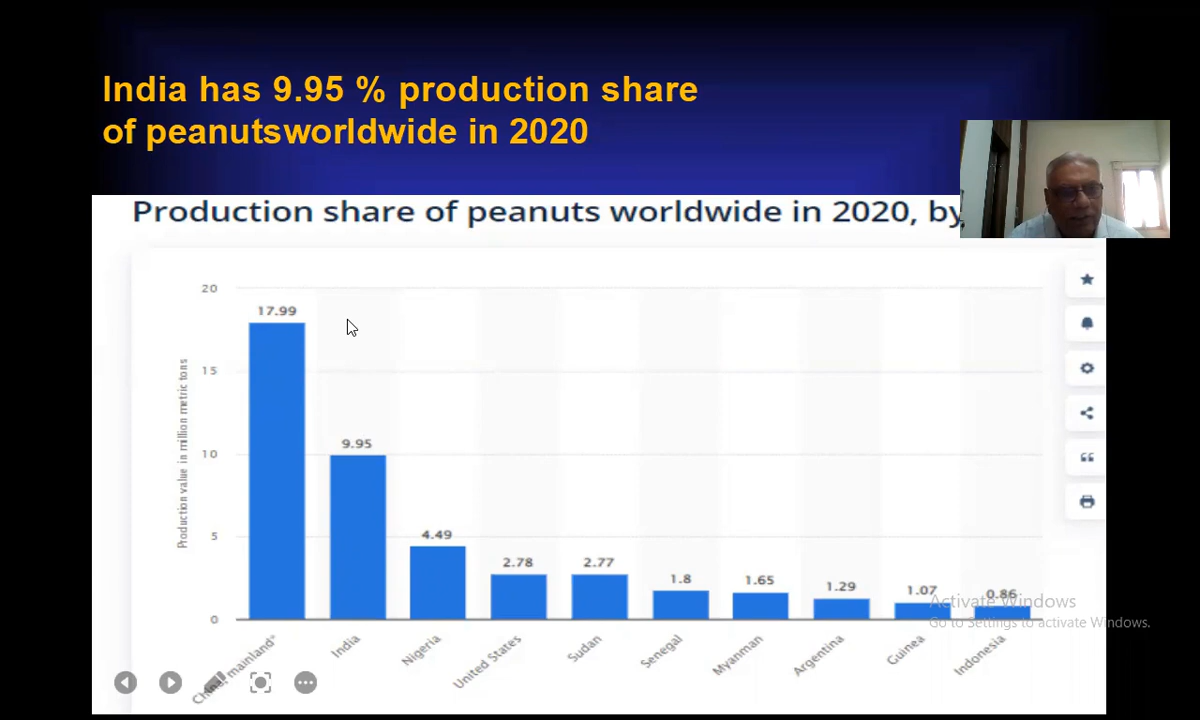 India has 9.95 % production share
of peanutsworldwide in 2020
Production share of peanuts worldwide in 2020, by
Production value in million metric tons
20
15
10
5
0
17.99
9.95
4.49
2.78
2.77
1.8
1.65
1.29
1.07
0.86
China, mainland*
India
Nigeria
United States
Sudan
Senegal
Myanman
Argentina
Guinea
Indonesia
Activate Windows
Go to Settings to activate Windows.